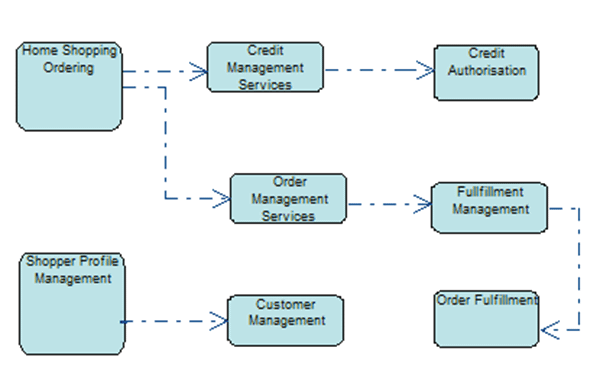 Home Shopping
Ordering
Credit
Management
Services
Credit
Authorisation
Order
Management
Services
Fullfillment
Management
Shopper Profile
Management
Customer
Management
Order Fulfillment